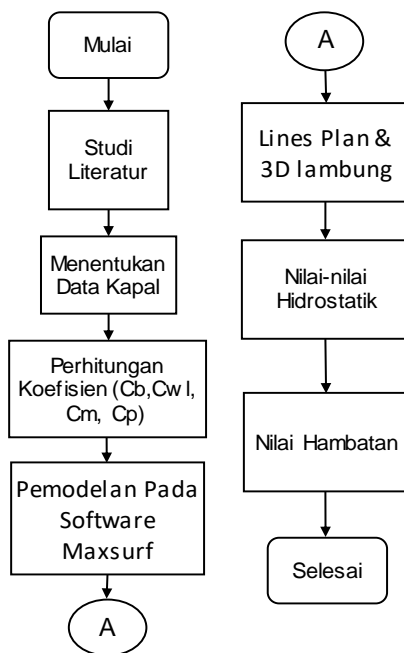 Mulai
Studi
Literatur
Menentukan
Data Kapal
Perhitungan
Koefisien (Cb,Cwl,
Cm, Cp)
Pemodelan Pada
Software
Maxsurf
A
A
Lines Plan &
3D lambung
Nilai-nilai
Hidrostatik
Nilai Hambatan
Selesai